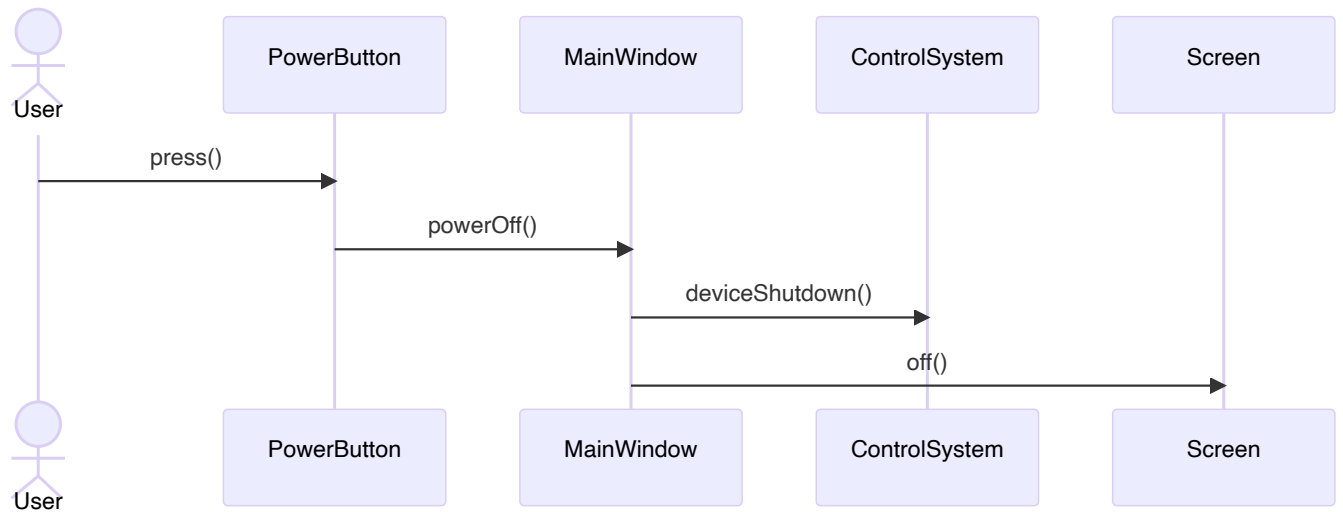 PowerButton
MainWindow
ControlSystem
Screen
User
press()
powerOff()
deviceShutdown()
off()
PowerButton
MainWindow
ControlSystem
Screen
User